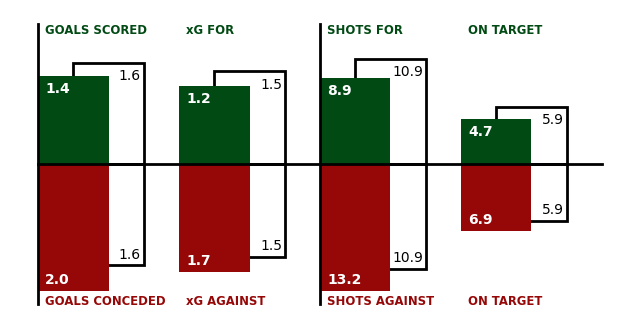 GOALS SCORED xG FOR SHOTS FOR ON TARGET
1.4 1.6 1.2 1.5 8.9 10.9 4.7 5.9
2.0 1.6 1.7 1.5 13.2 10.9 6.9 5.9
GOALS CONCEDED xG AGAINST SHOTS AGAINST ON TARGET